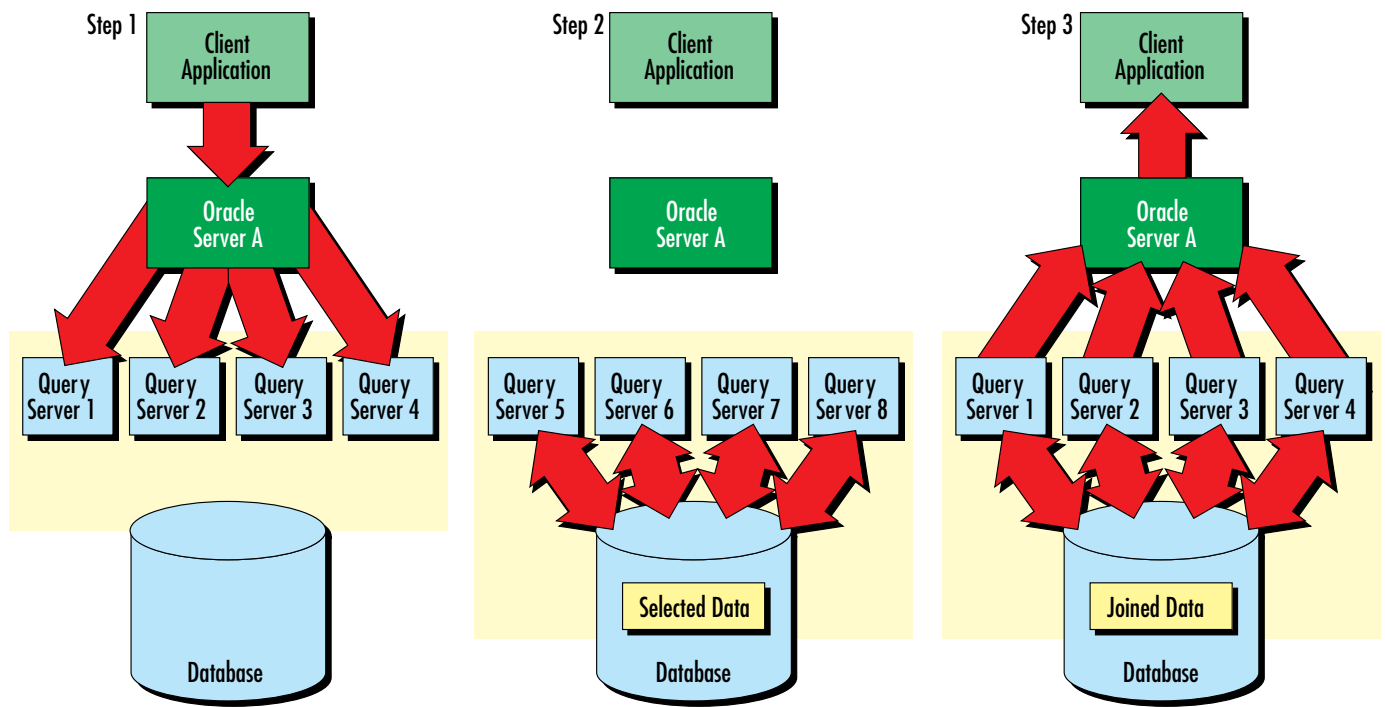 Step 1
Client
Application
Oracle
Server A
Query
Server 1
Query
Server 2
Query
Server 3
Query
Server 4
Database
Step 2
Client
Application
Oracle
Server A
Query
Server 5
Query
Server 6
Query
Server 7
Query
Server 8
Selected Data
Database
Step 3
Client
Application
Oracle
Server A
Query
Server 1
Query
Server 2
Query
Server 3
Query
Server 4
Joined Data
Database